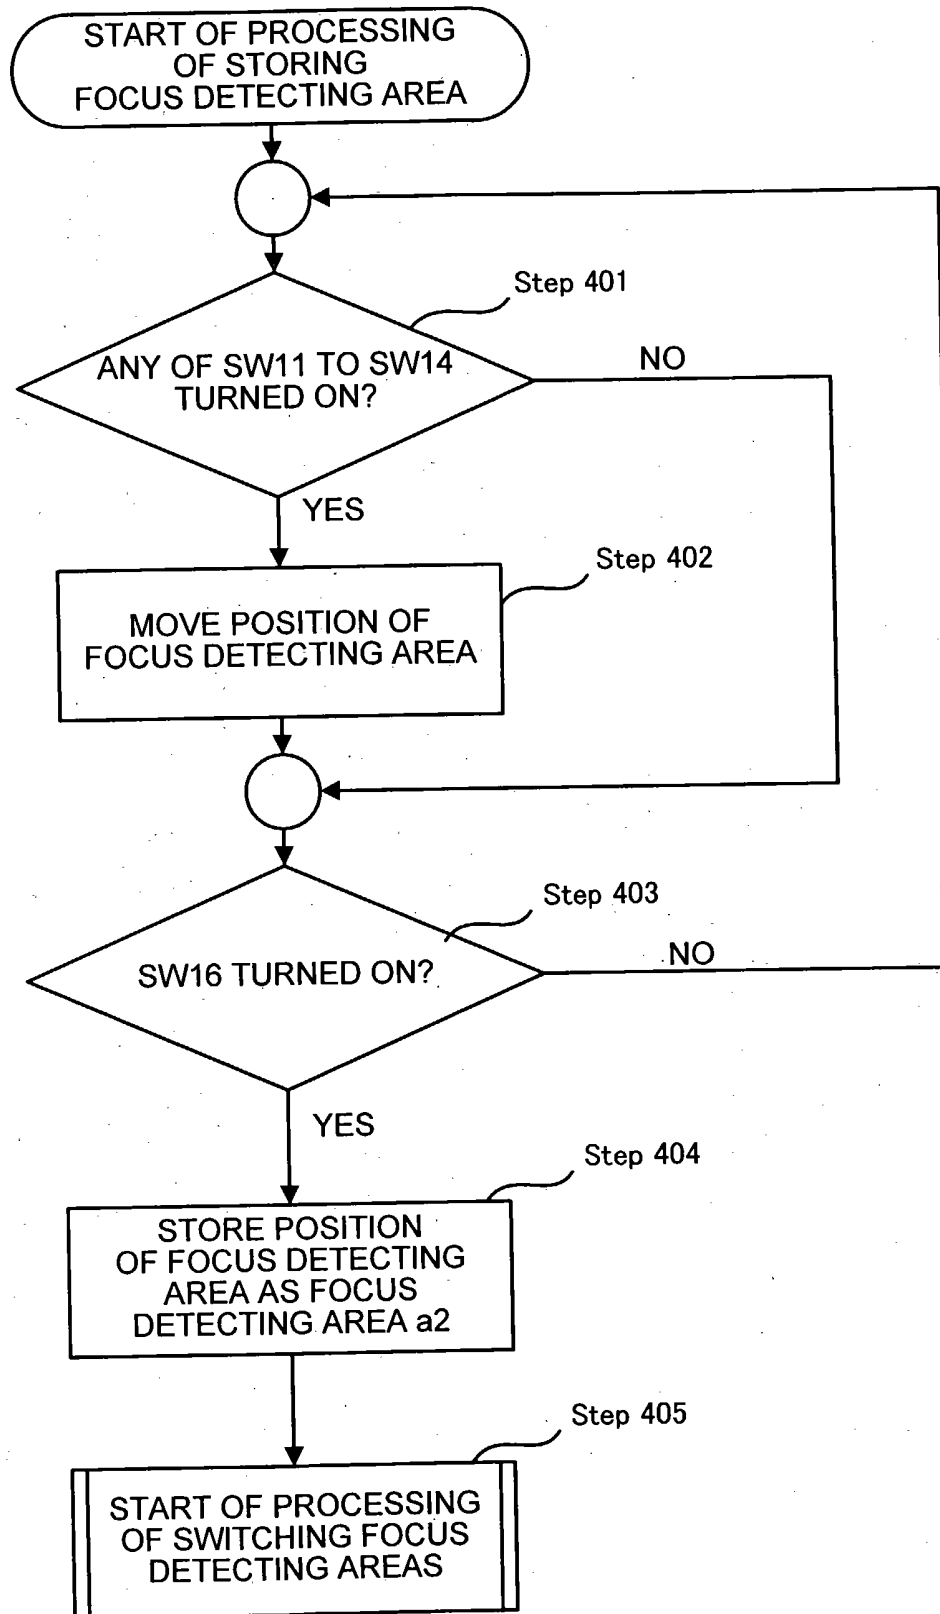 START OF PROCESSING
OF STORING
FOCUS DETECTING AREA
Step 401
ANY OF SW11 TO SW14
TURNED ON?
NO
YES
Step 402
MOVE POSITION OF
FOCUS DETECTING AREA
Step 403
SW16 TURNED ON?
NO
YES
Step 404
STORE POSITION
OF FOCUS DETECTING
AREA AS FOCUS
DETECTING AREA a2
Step 405
START OF PROCESSING
OF SWITCHING FOCUS
DETECTING AREAS